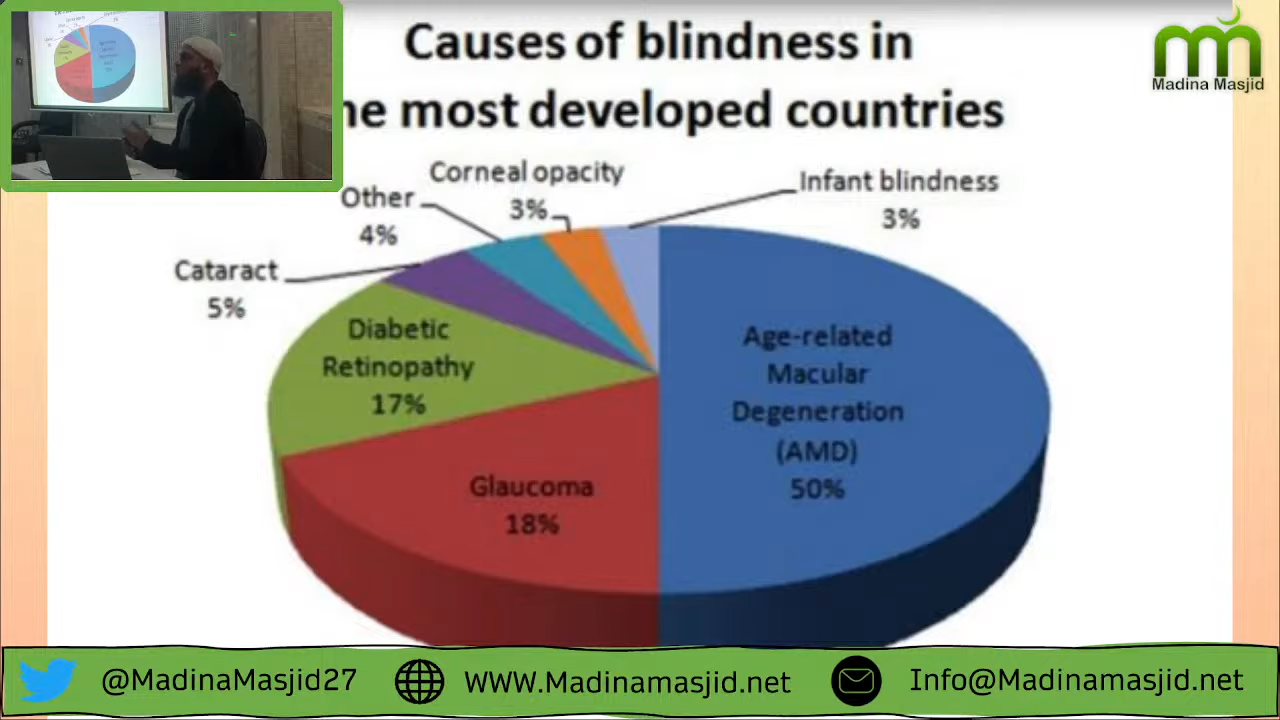 Causes of blindness in
he most developed countries
Madina Masjid
Corneal opacity
3%
Infant blindness
3%
Other
4%
Cataract
5%
Diabetic
Retinopathy
17%
Age-related
Macular
Degeneration
(AMD)
50%
Glaucoma
18%
@MadinaMasjid27
WWW.Madinamasjid.net
Info@Madinamasjid.net